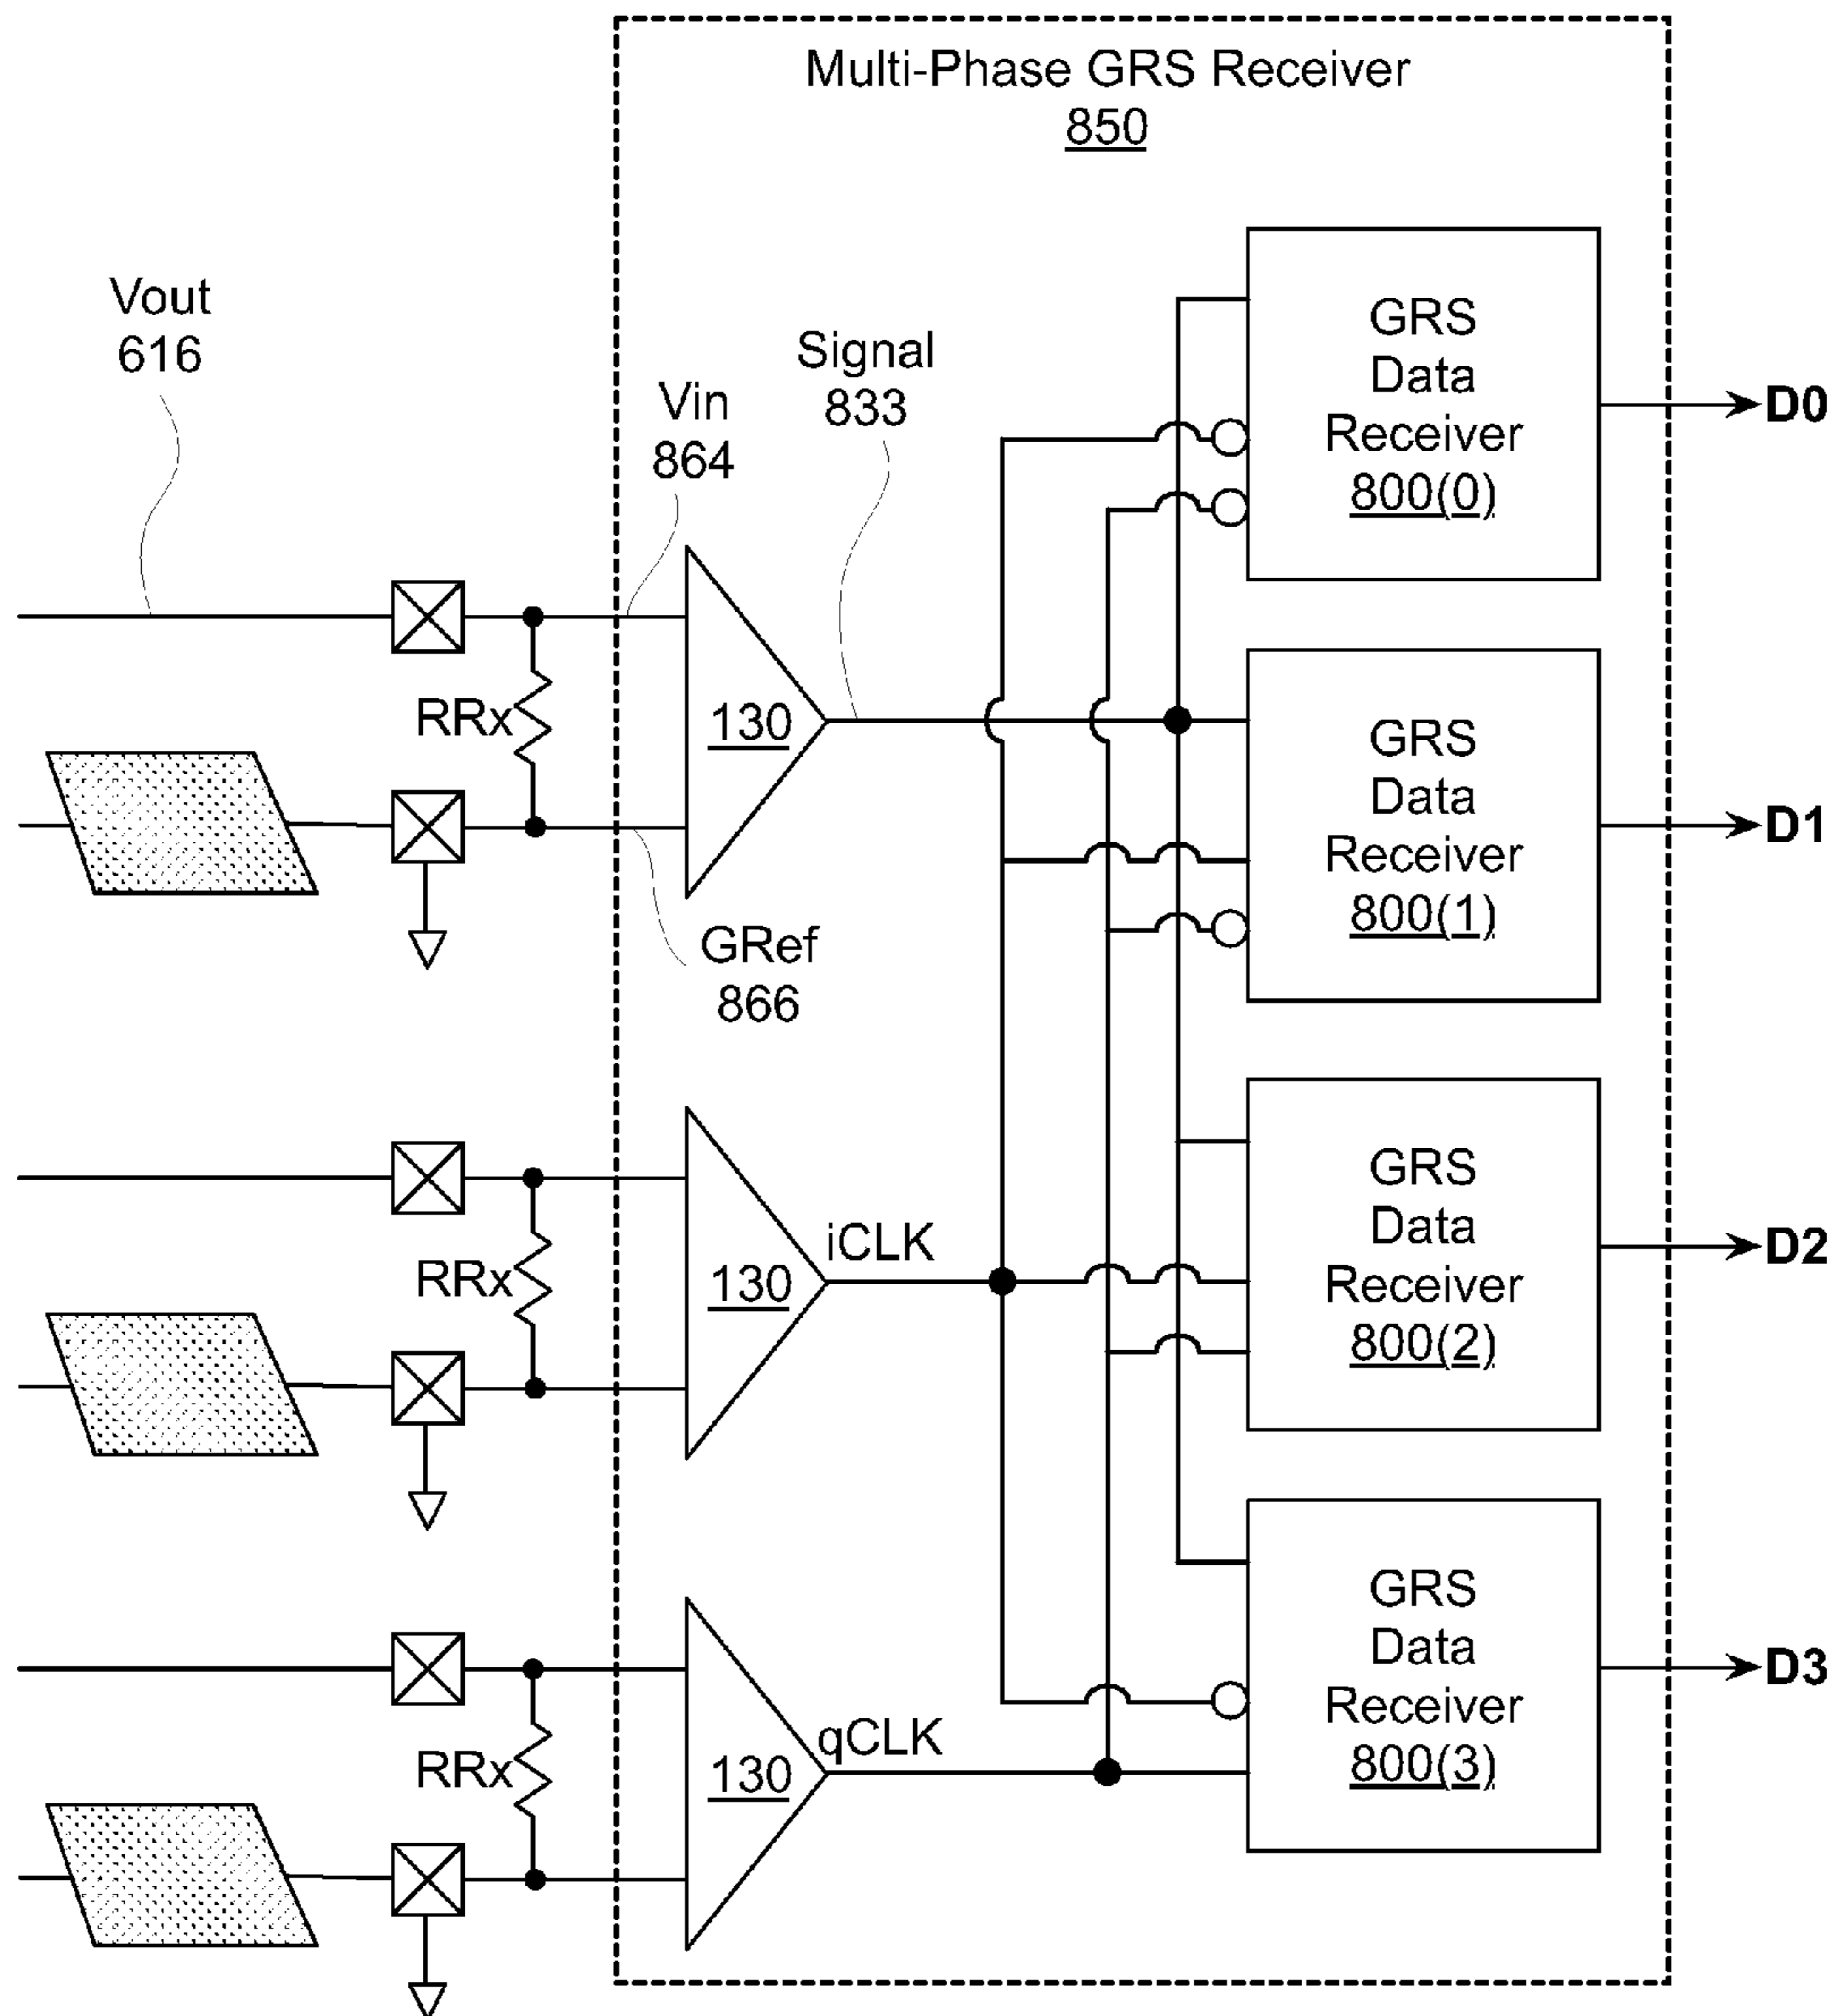 Multi-Phase GRS Receiver
850
Vout
616
Vin
864
Signal
833
GRS
Data
Receiver
800(0)
D0
RRx
130
GRef
866
GRS
Data
Receiver
800(1)
D1
RRx
130
iCLK
GRS
Data
Receiver
800(2)
D2
RRx
130
qCLK
GRS
Data
Receiver
800(3)
D3